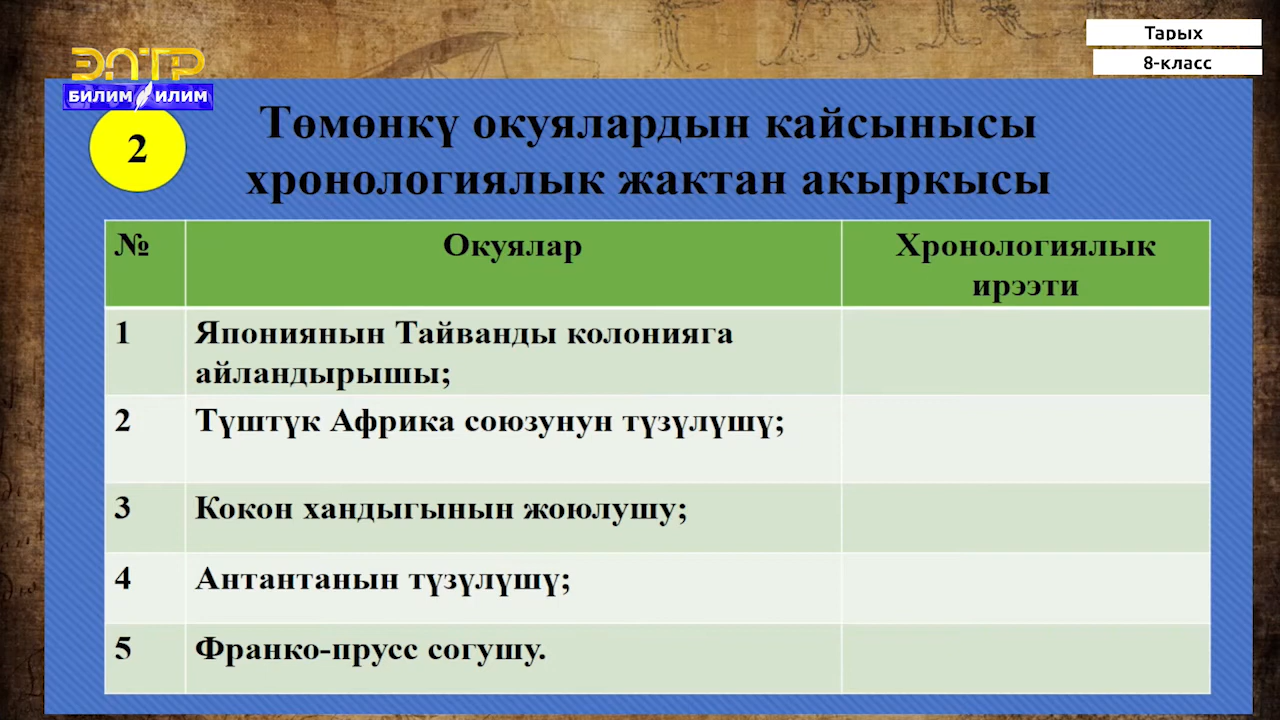 Тарых
8-класс
ЭЛТР
БИЛИМ ИЛИМ
2
Төмөнкү окуялардын кайсынысы
хронологиялык жактан акыркысы
№ Окуялар Хронологиялык
ирээти
1 Япониянын Тайванды колонияга
айландырышы;
2 Түштүк Африка союзунун түзүлүшү;
3 Кокон хандыгынын жоюлушу;
4 Антантанын түзүлүшү;
5 Франко-прусс согушу.